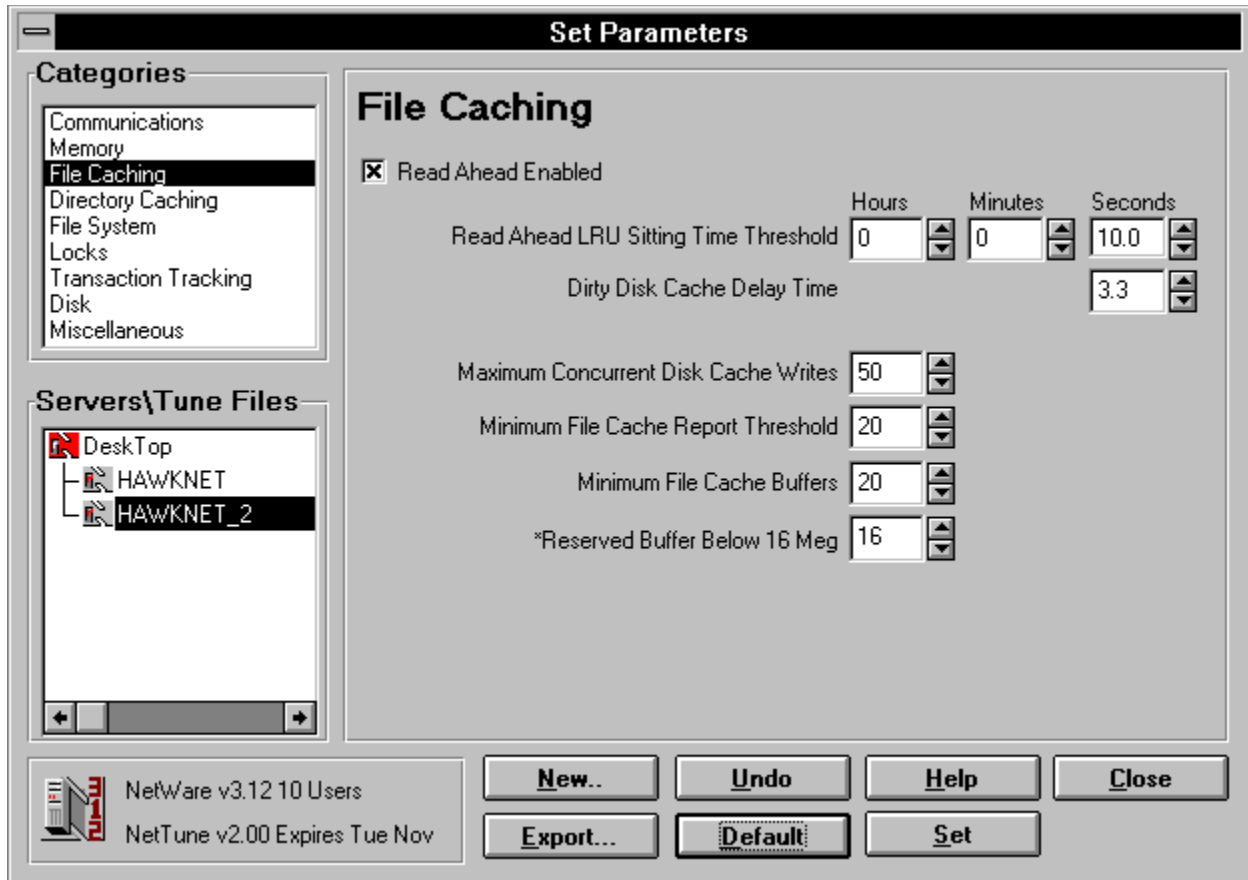 Set Parameters
Categories
Communications
Memory
File Caching
Directory Caching
File System
Locks
Transaction Tracking
Disk
Miscellaneous
Servers\Tune Files
DeskTop
HAWKNET
HAWKNET_2
File Caching
Read Ahead Enabled
Hours Minutes Seconds
Read Ahead LRU Sitting Time Threshold 0 0 10.0
Dirty Disk Cache Delay Time 3.3
Maximum Concurrent Disk Cache Writes 50
Minimum File Cache Report Threshold 20
Minimum File Cache Buffers 20
*Reserved Buffer Below 16 Meg 16
312
NetWare v3.12 10 Users
NetTune v2.00 Expires Tue Nov
New.. Undo Help Close
Export... Default Set